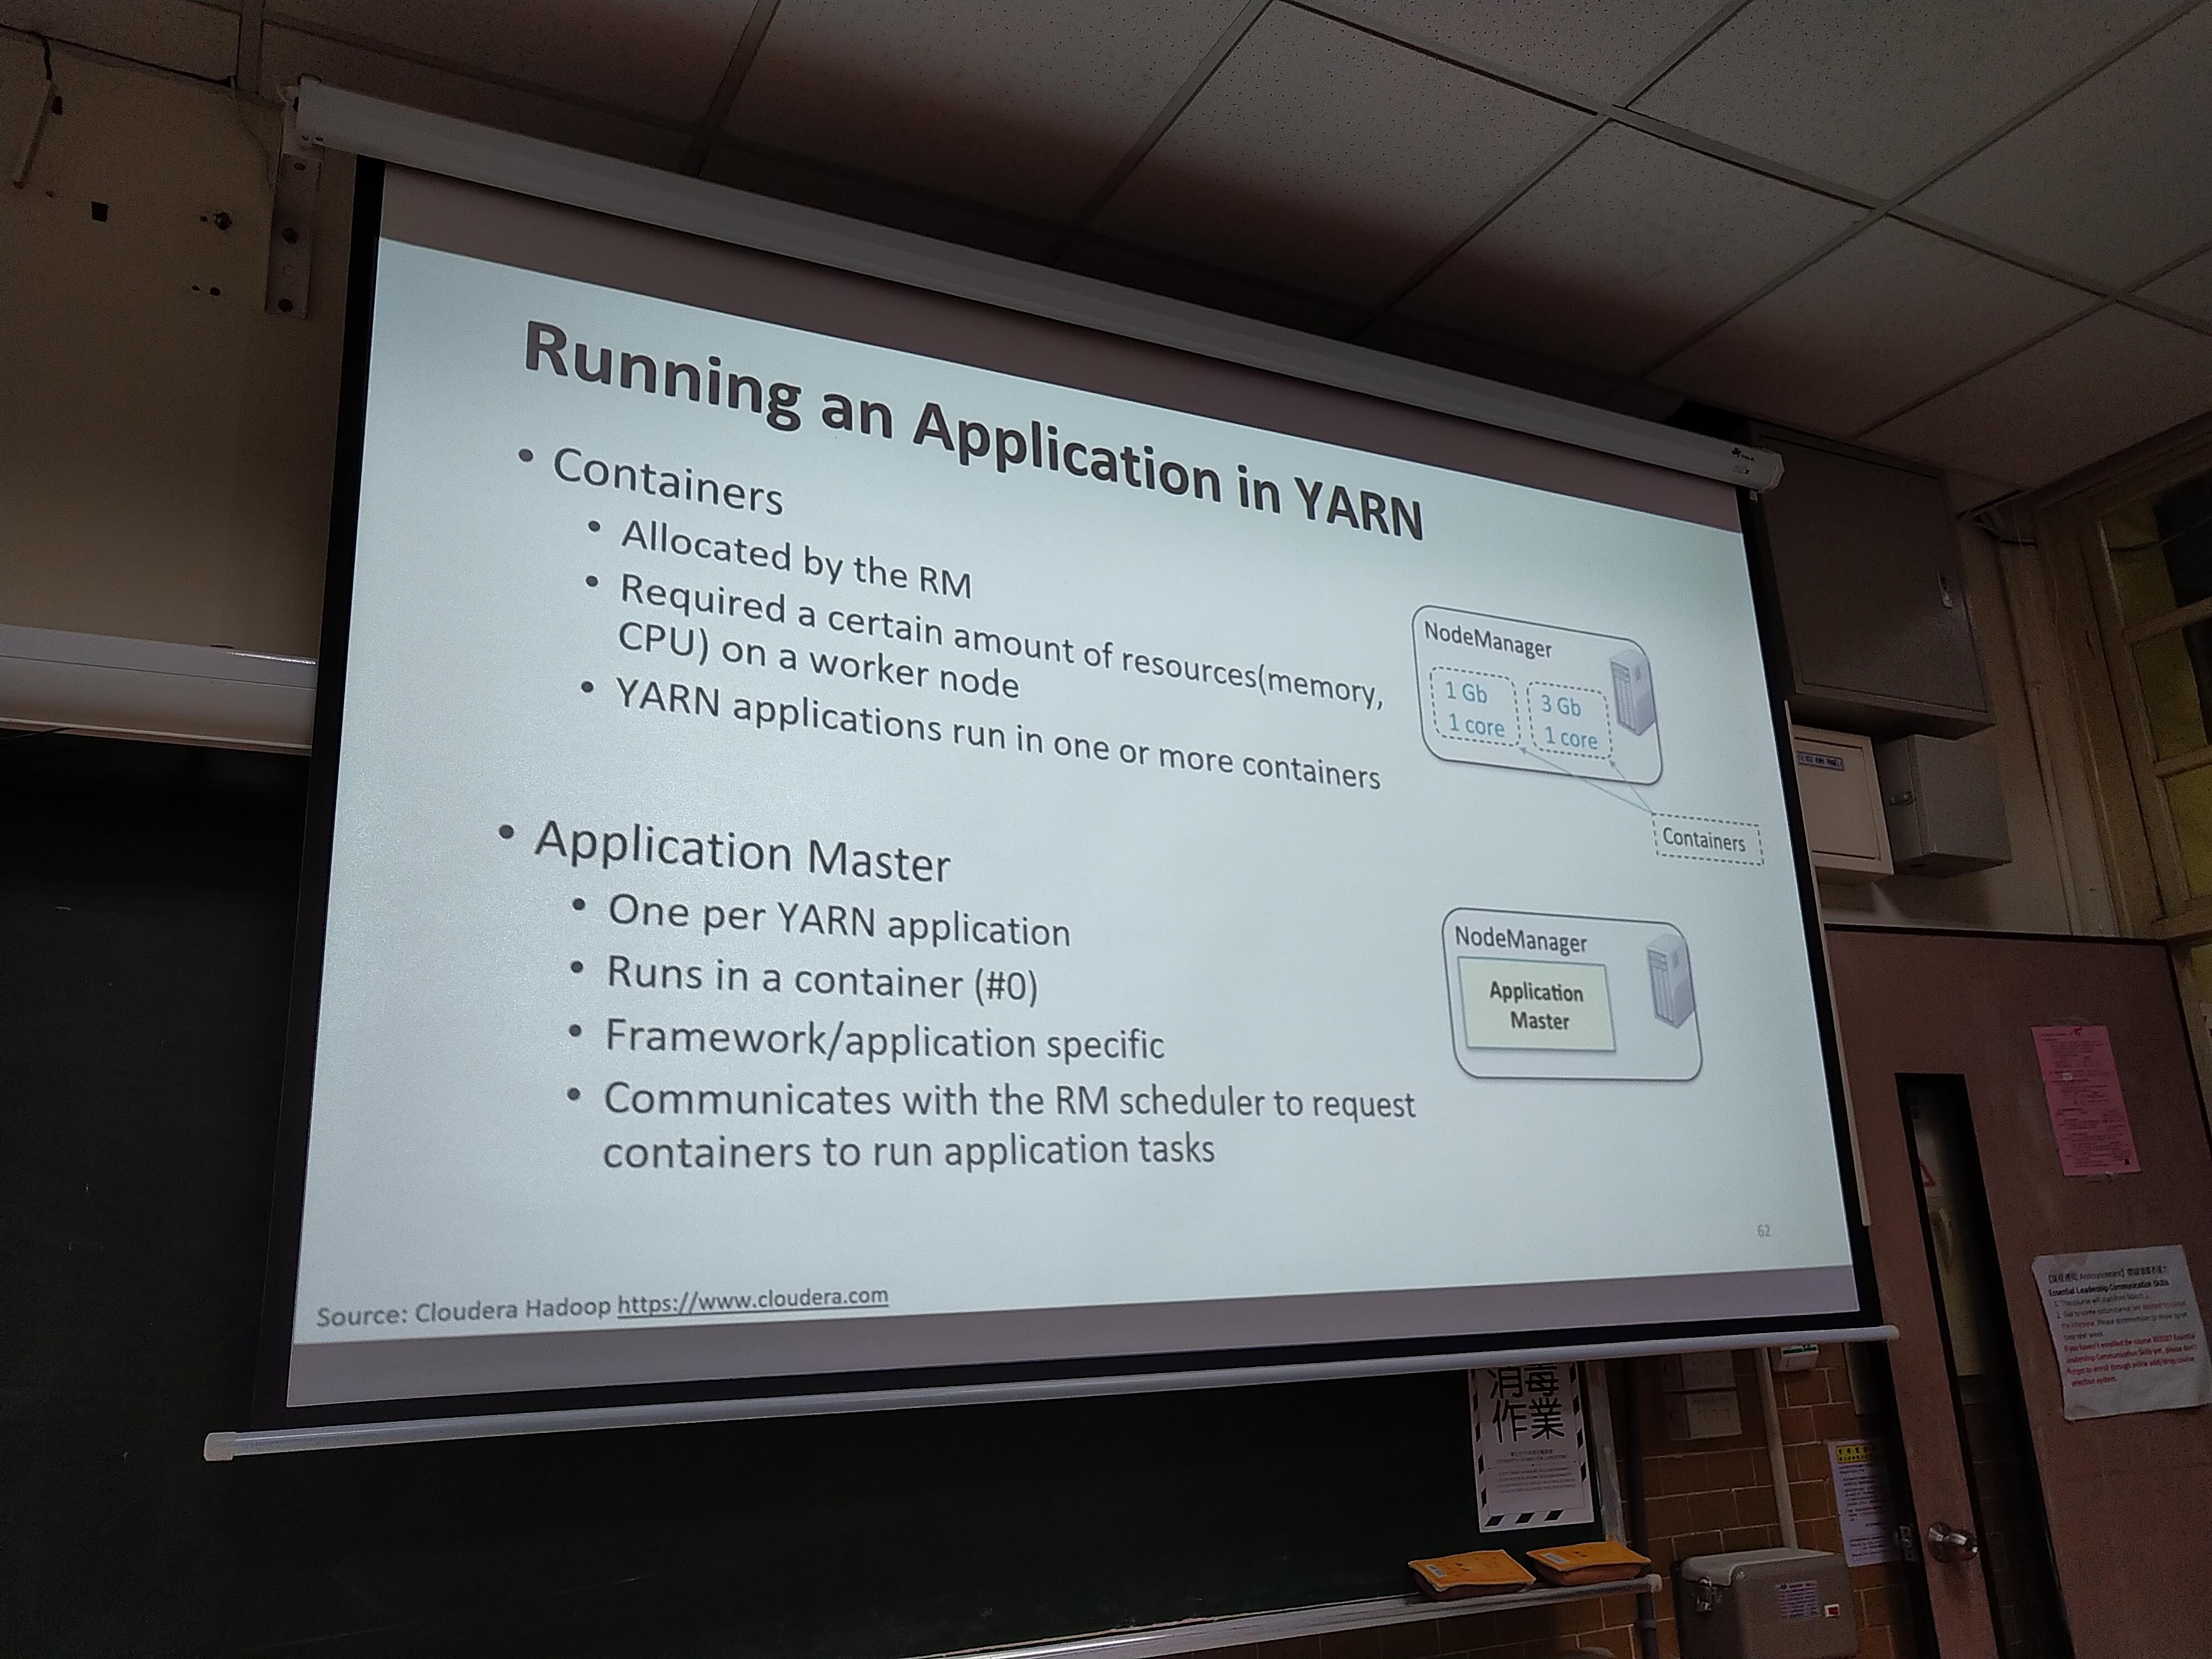 Running an Application in YARN
• Containers
• Allocated by the RM
• Required a certain amount of resources(memory,
CPU) on a worker node
• YARN applications run in one or more containers
NodeManager
1 Gb
1 core
3 Gb
1 core
Containers
• Application Master
• One per YARN application
• Runs in a container (#0)
• Framework/application specific
• Communicates with the RM scheduler to request
containers to run application tasks
NodeManager
Application
Master
62
Source: Cloudera Hadoop https://www.cloudera.com
消毒
作業
Essential Leadership Communication Skills